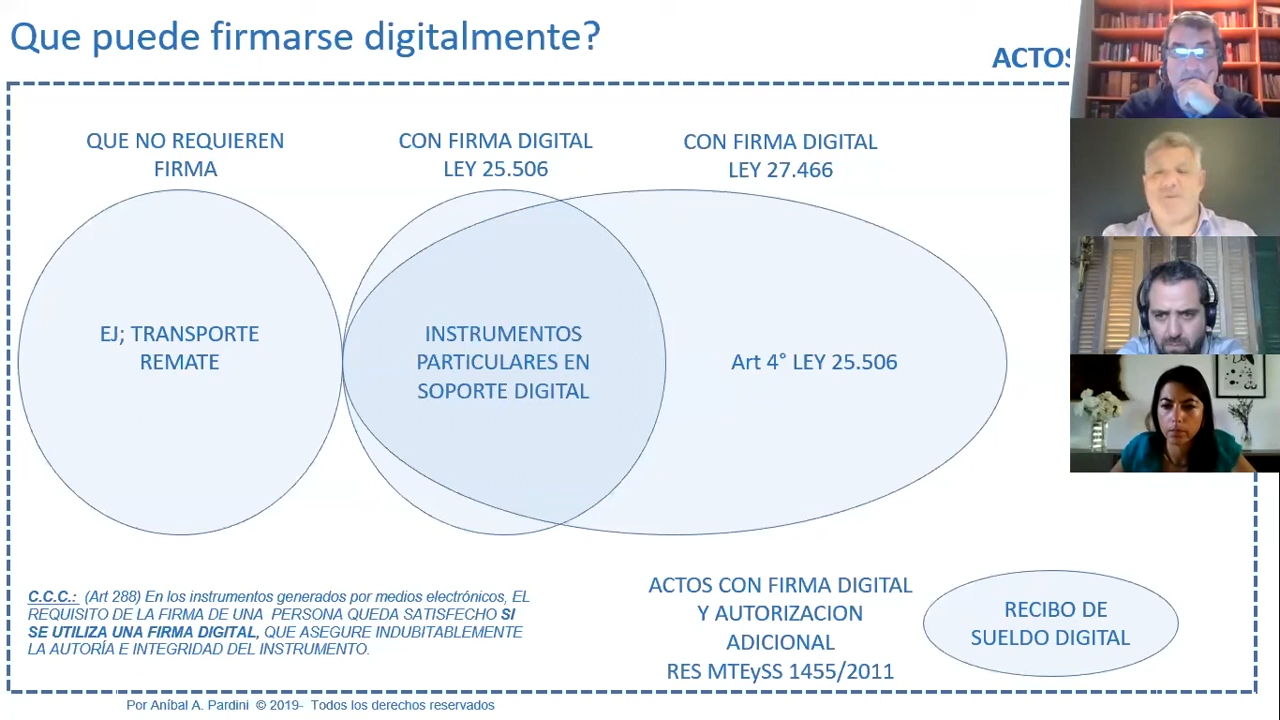 Que puede firmarse digitalmente?
ACTOS
QUE NO REQUIEREN
FIRMA
CON FIRMA DIGITAL
LEY 25.506
CON FIRMA DIGITAL
LEY 27.466
EJ; TRANSPORTE
REMATE
INSTRUMENTOS
PARTICULARES EN
SOPORTE DIGITAL
Art 4° LEY 25.506
C.C.C.: (Art 288) En los instrumentos generados por medios electrónicos, EL
REQUISITO DE LA FIRMA DE UNA PERSONA QUEDA SATISFECHO SI
SE UTILIZA UNA FIRMA DIGITAL, QUE ASEGURE INDUBITABLEMENTE
LA AUTORÍA E INTEGRIDAD DEL INSTRUMENTO.
ACTOS CON FIRMA DIGITAL
Y AUTORIZACION
ADICIONAL
RES MTEySS 1455/2011
RECIBO DE
SUELDO DIGITAL
Por Aníbal A. Pardini © 2019- Todos los derechos reservados